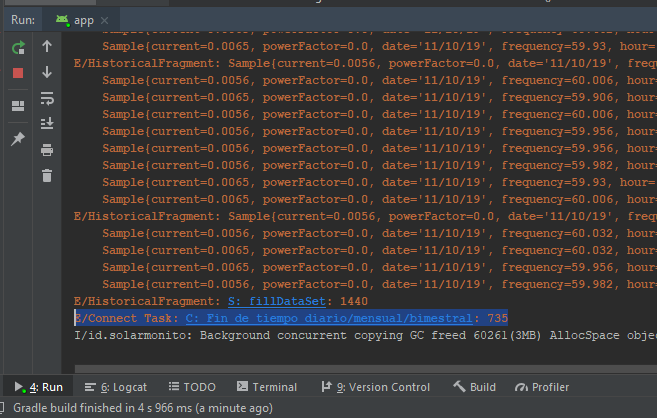 Run: app
Sample{current=0.0065, powerFactor=0.0, date='11/10/19', frequency=59.93, hour=
E/HistoricalFragment: Sample{current=0.0056, powerFactor=0.0, date='11/10/19', freq
Sample{current=0.0056, powerFactor=0.0, date='11/10/19', frequency=60.006, hour
Sample{current=0.0065, powerFactor=0.0, date='11/10/19', frequency=59.906, hour
Sample{current=0.0056, powerFactor=0.0, date='11/10/19', frequency=60.006, hour
Sample{current=0.0065, powerFactor=0.0, date='11/10/19', frequency=59.956, hour
Sample{current=0.0065, powerFactor=0.0, date='11/10/19', frequency=59.956, hour
Sample{current=0.0056, powerFactor=0.0, date='11/10/19', frequency=59.982, hour
Sample{current=0.0065, powerFactor=0.0, date='11/10/19', frequency=59.93, hour=
Sample{current=0.0065, powerFactor=0.0, date='11/10/19', frequency=60.006, hour
E/HistoricalFragment: Sample{current=0.0056, powerFactor=0.0, date='11/10/19', freq
Sample{current=0.0056, powerFactor=0.0, date='11/10/19', frequency=60.032, hour
Sample{current=0.0065, powerFactor=0.0, date='11/10/19', frequency=60.032, hour
Sample{current=0.0065, powerFactor=0.0, date='11/10/19', frequency=59.956, hour
Sample{current=0.0056, powerFactor=0.0, date='11/10/19', frequency=59.982, hour
E/HistoricalFragment: S: fillDataSet: 1440
E/Connect Task: C: Fin de tiempo diario/mensual/bimestral: 735
I/id.solarmonito: Background concurrent copying GC freed 60261(3MB) AllocSpace obje
4: Run 6: Logcat TODO Terminal 9: Version Control Build Profiler
Gradle build finished in 4 s 966 ms (a minute ago)